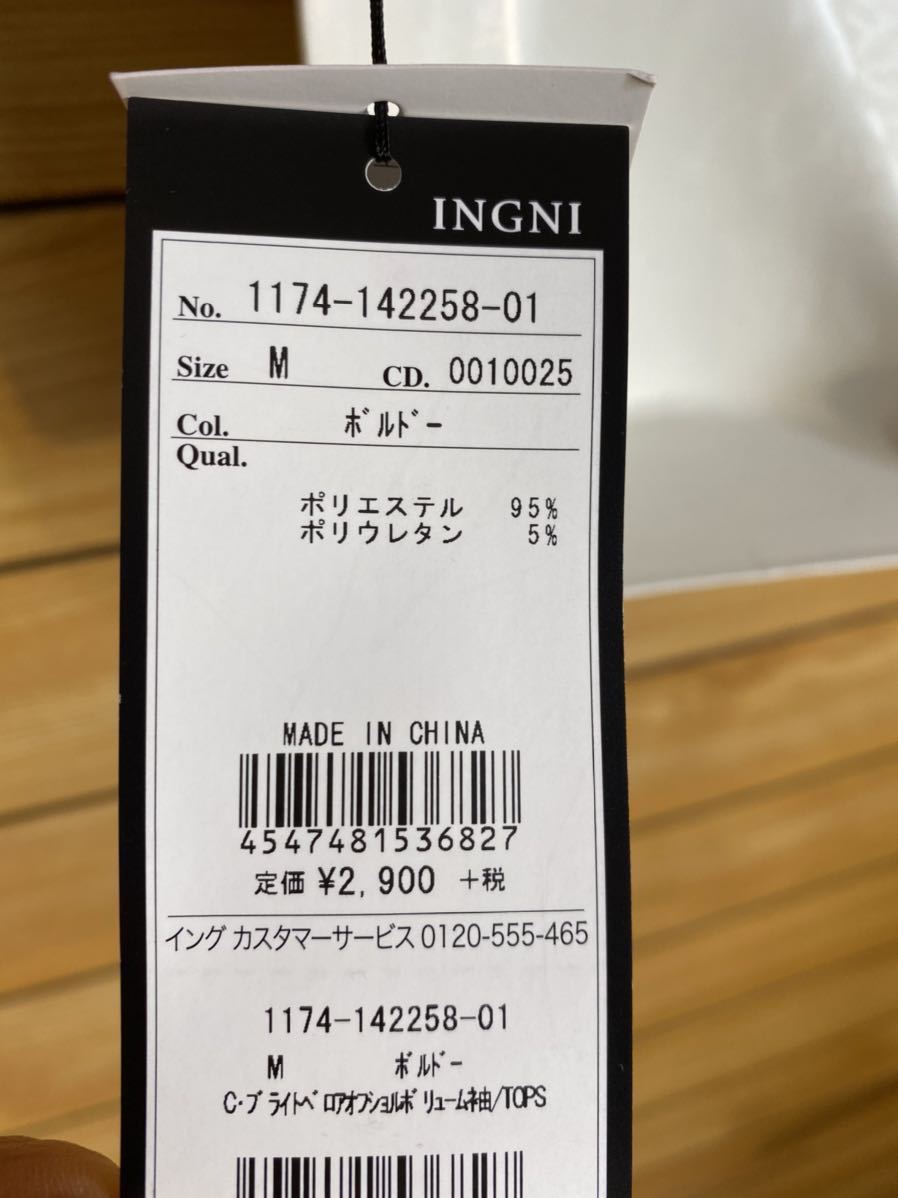 INGNI
No. 1174-142258-01
Size M CD. 0010025
Col. ボルドー
Qual.
ポリエステル 95%
ポリウレタン 5%
MADE IN CHINA
4547481536827
定価 ¥2,900 +税
イング カスタマーサービス 0120-555-465
1174-142258-01
M ボルドー
C・ブライトベロアオフショルボリューム袖/TOPS